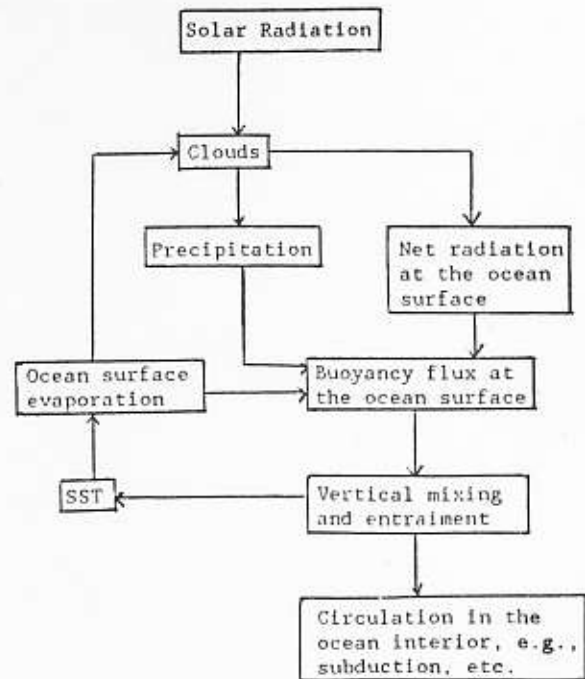 Solar Radiation
Clouds
Precipitation
Net radiation
at the ocean
surface
Ocean surface
evaporation
Buoyancy flux at
the ocean surface
SST
Vertical mixing
and entraiment
Circulation in the
ocean interior, e.g.,
subduction, etc.